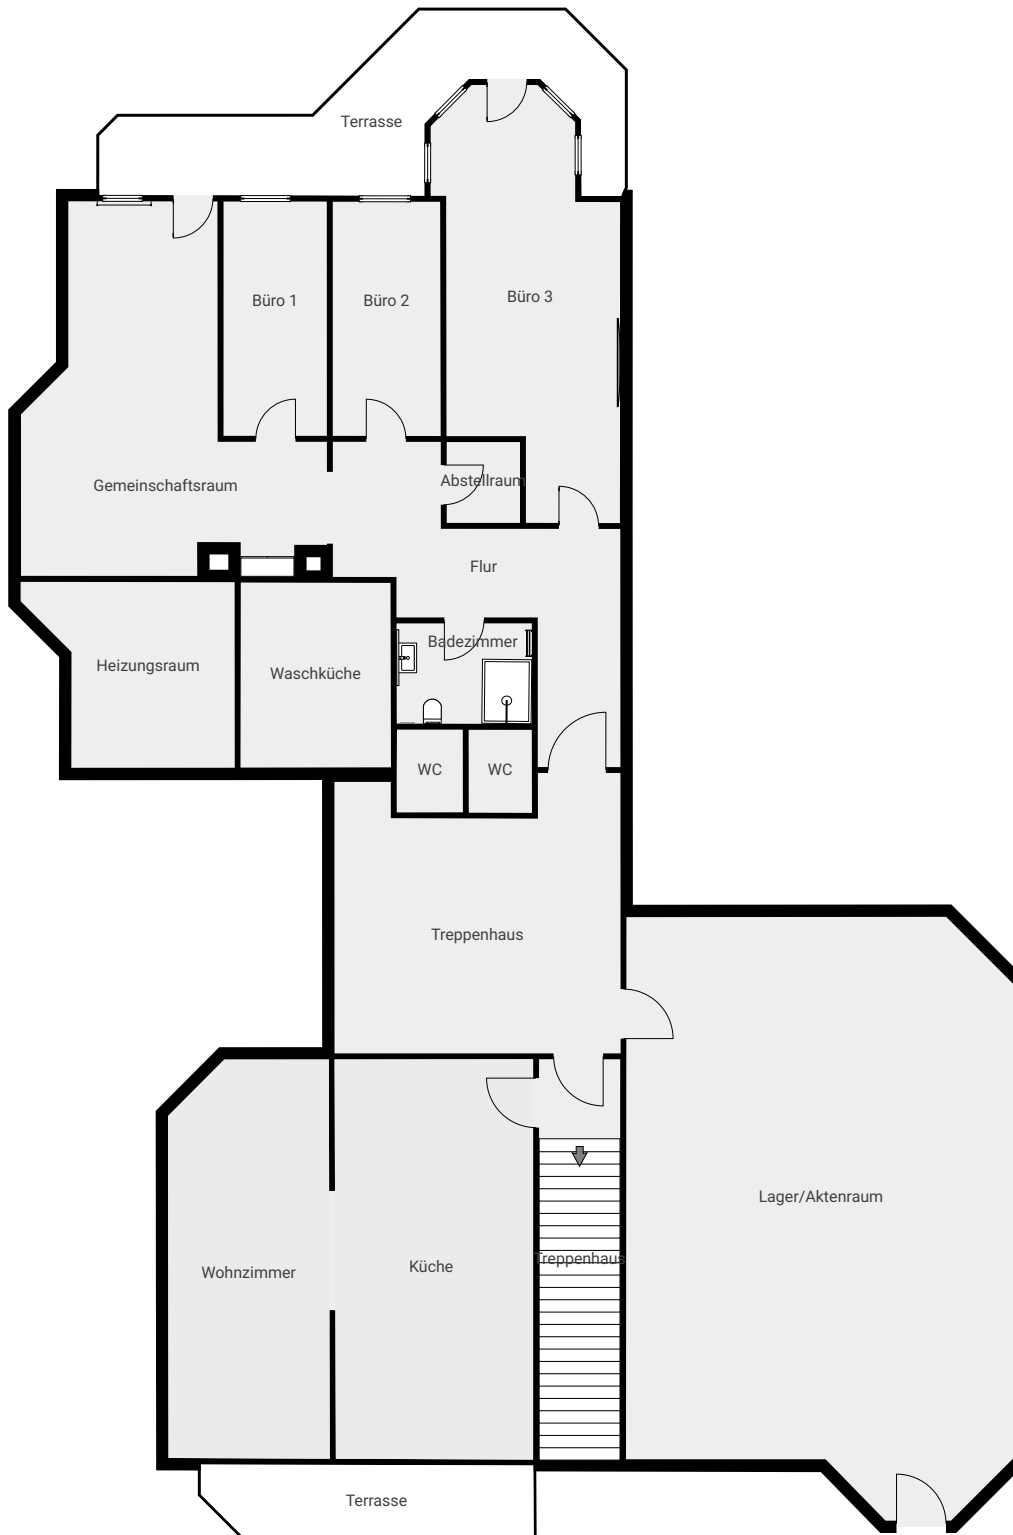 Terrasse
Büro 1
Büro 2
Büro 3
Gemeinschaftsraum
Abstellraum
Flur
Badezimmer
Heizungsraum
Waschküche
WC
WC
Treppenhaus
Lager/Aktenraum
Treppenhaus
Küche
Wohnzimmer
Terrasse